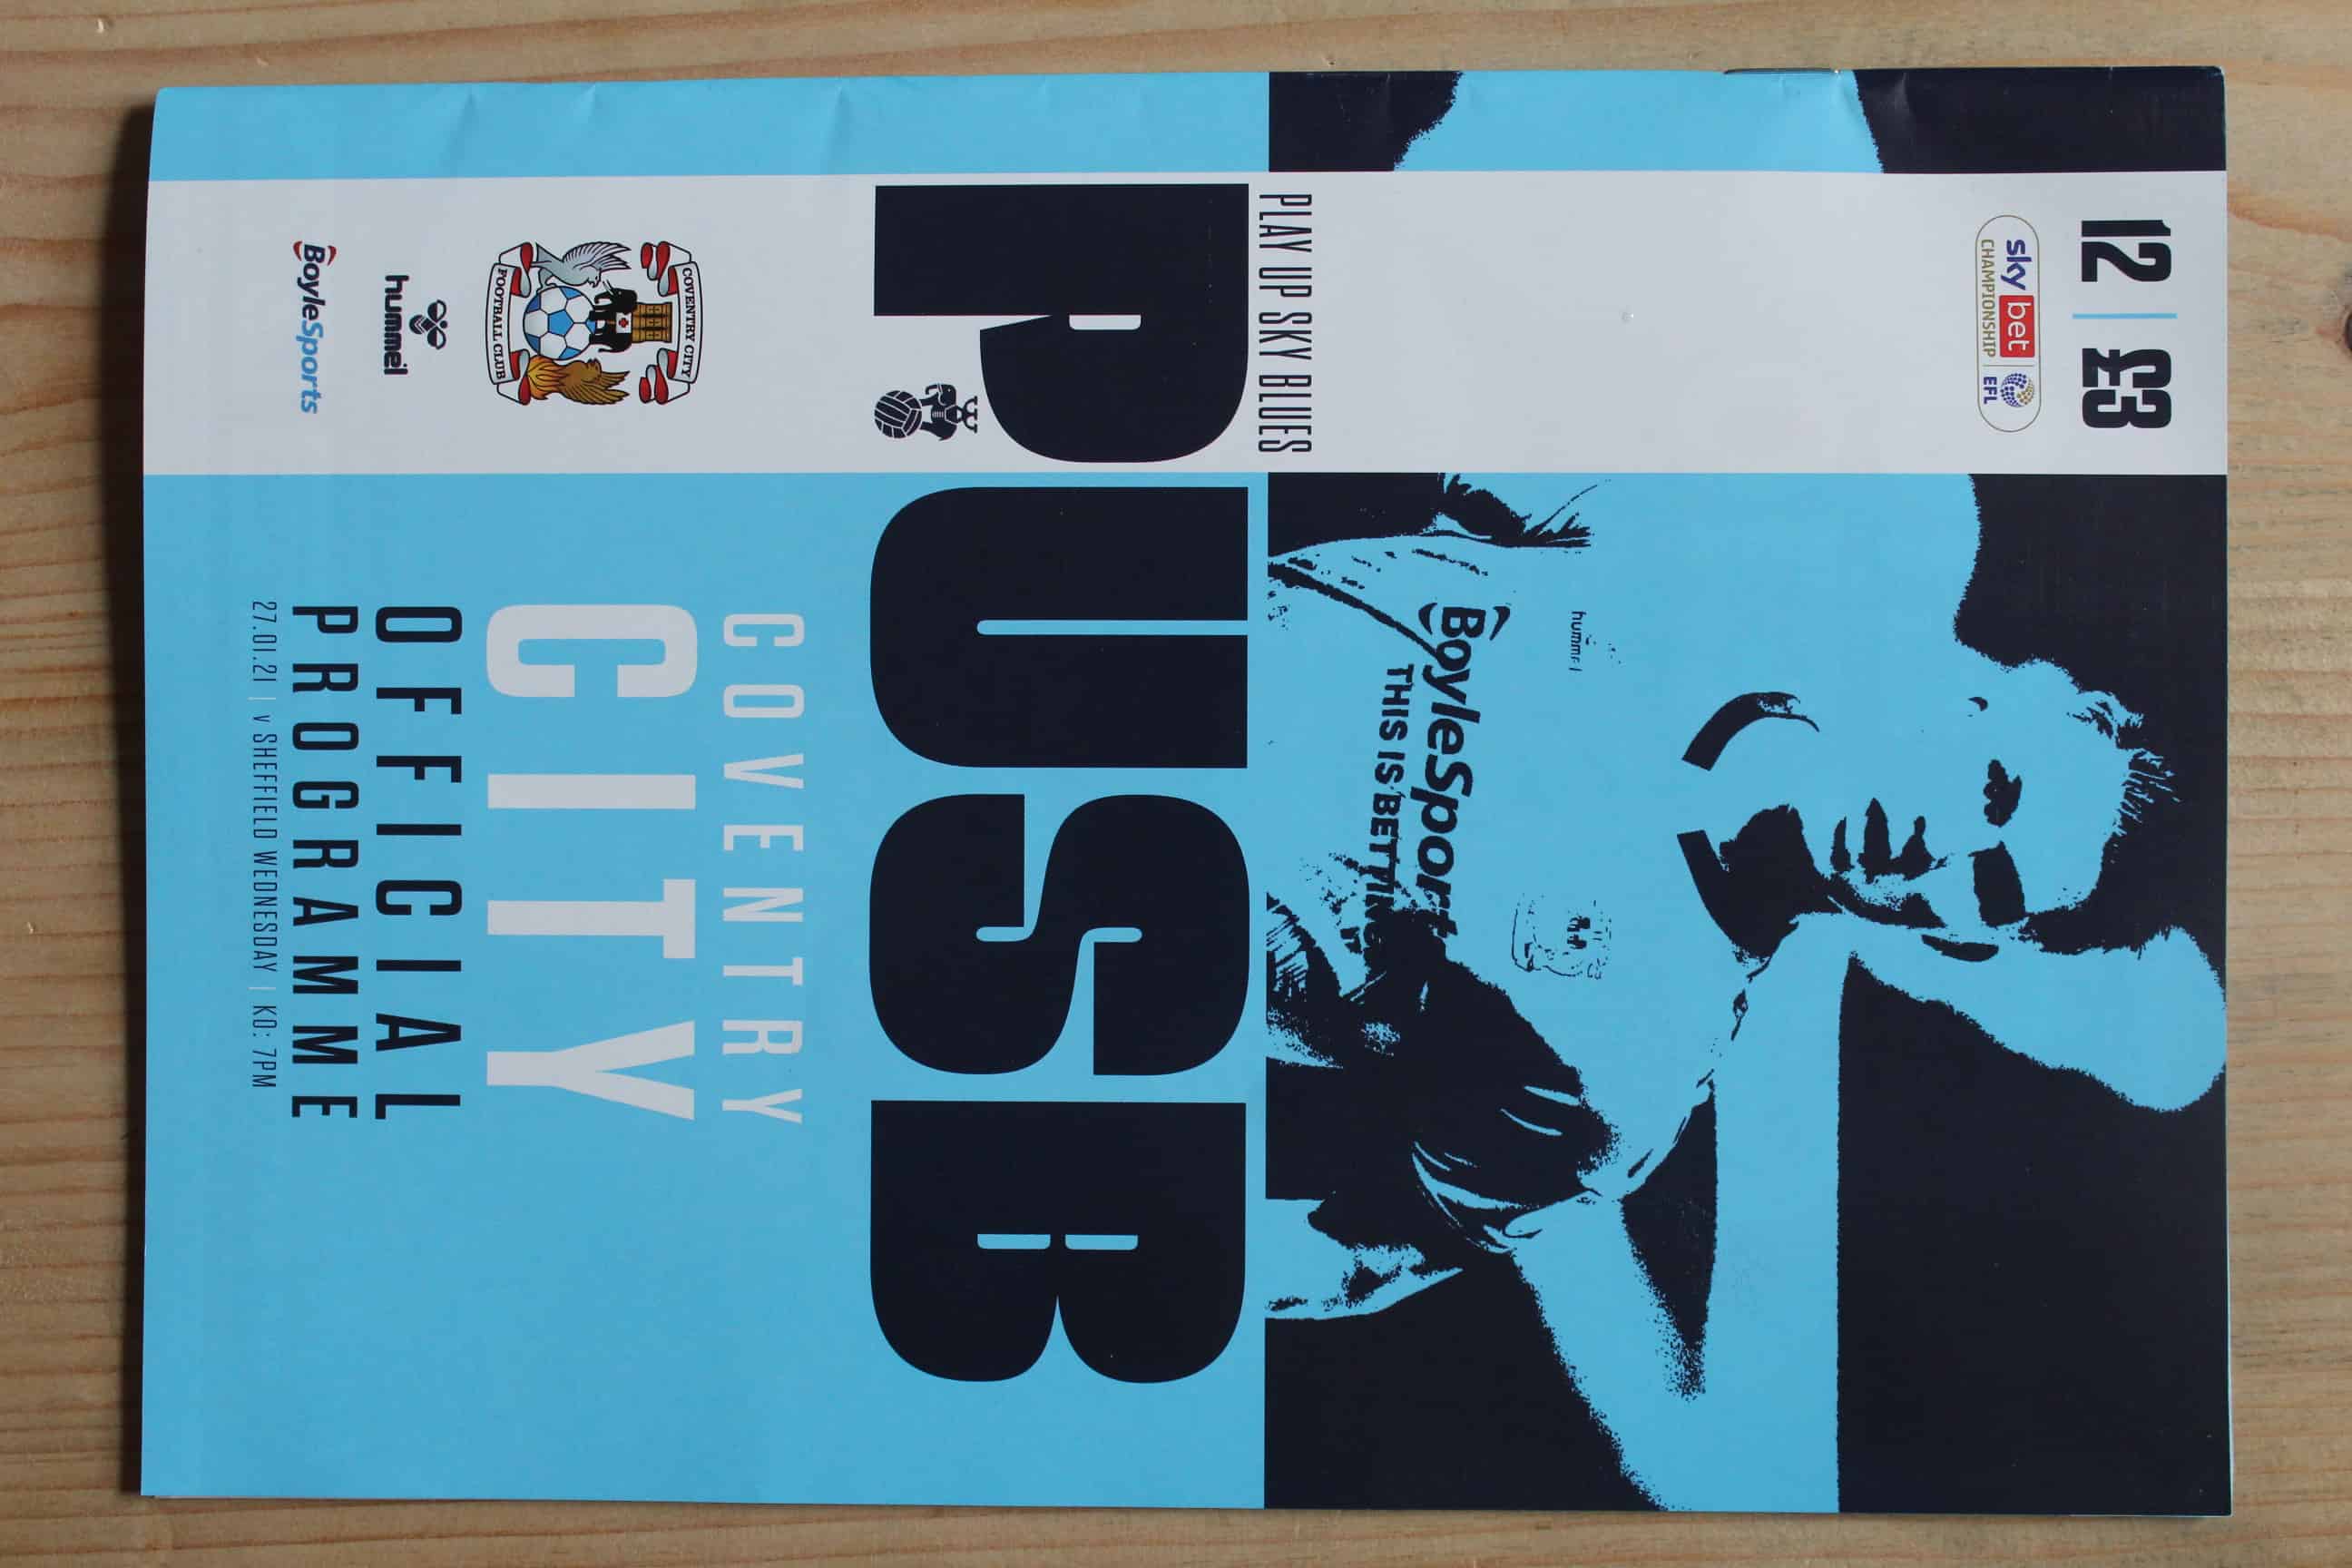 12 | £3
sky bet
CHAMPIONSHIP
EFL
hummel
BoyleSports
THIS IS BETTING
PLAY UP SKY BLUES
PUSB
COVENTRY
CITY
COVENTRY CITY
FOOTBALL CLUB
hummel
OFFICIAL
PROGRAMME
BoyleSports
27.01.21 | v SHEFFIELD WEDNESDAY | KO: 7PM